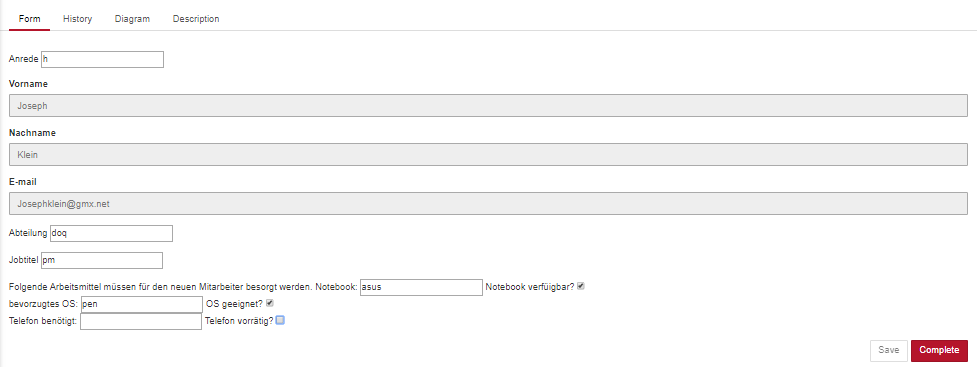 Form History Diagram Description
Anrede h
Vorname
Joseph
Nachname
Klein
E-mail
Josephklein@gmx.net
Abteilung doq
Jobtitel pm
Folgende Arbeitsmittel müssen für den neuen Mitarbeiter besorgt werden. Notebook: asus Notebook verfüigbar?
bevorzugtes OS: pen OS geeignet?
Telefon benötigt: Telefon vorrätig?
Save Complete